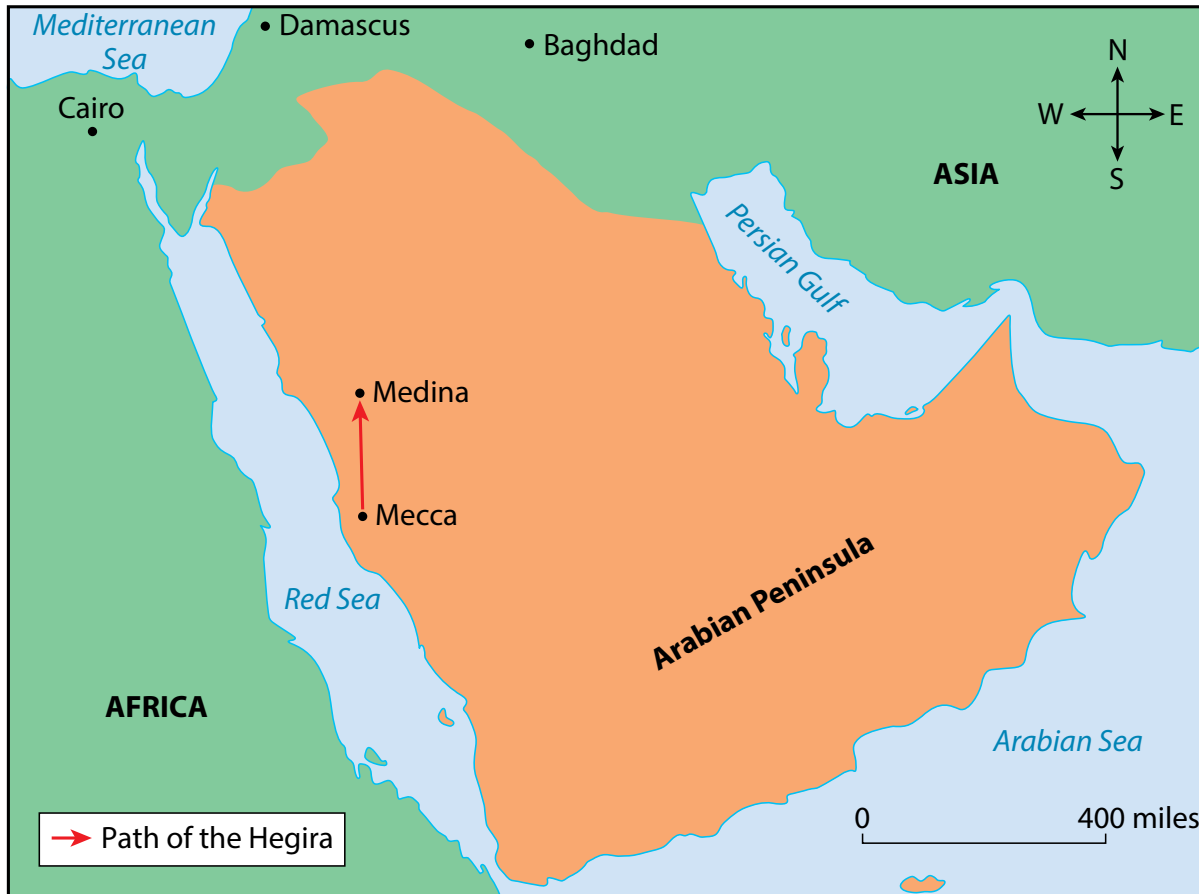 Mediterranean
Sea
Damascus
Baghdad
Cairo
N
W E
S
ASIA
Persian Gulf
Medina
Mecca
Red Sea
Arabian Peninsula
AFRICA
Arabian Sea
0 400 miles
Path of the Hegira